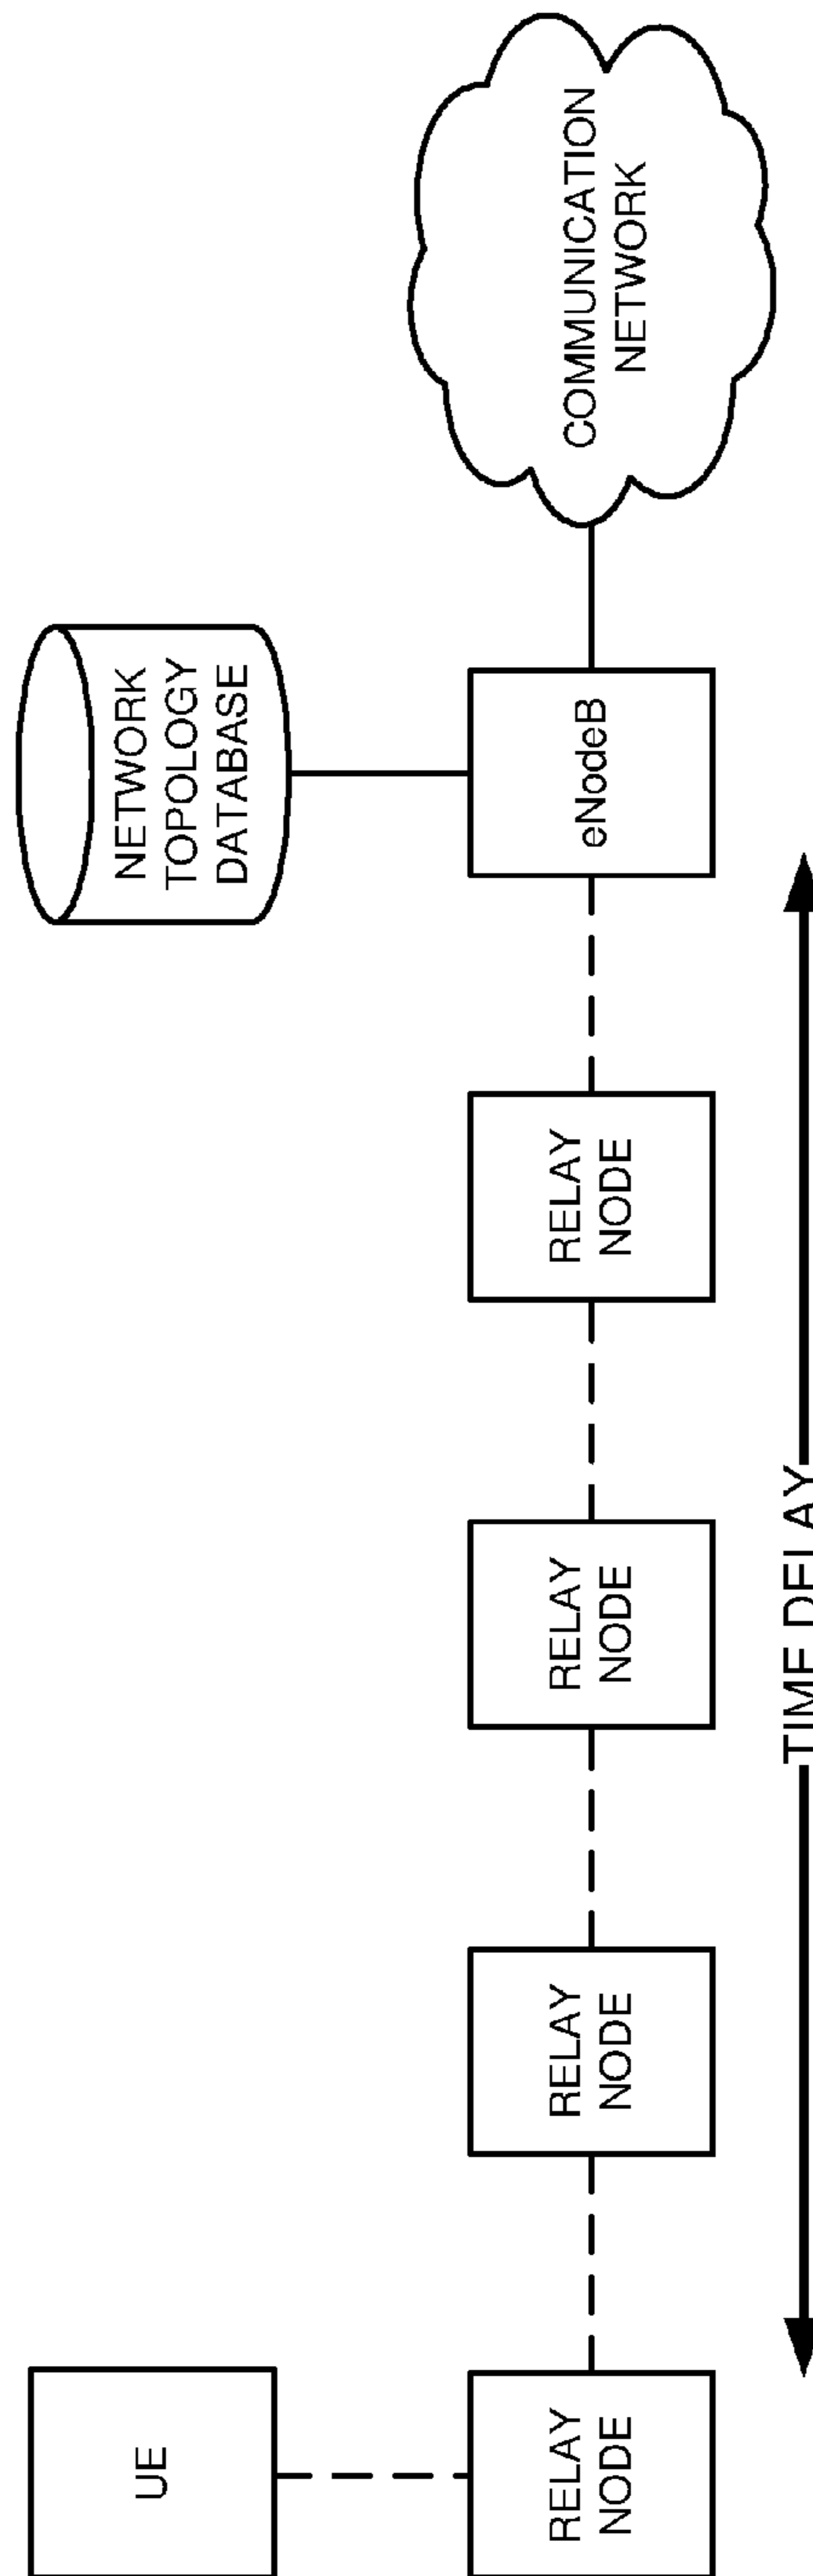 UE
NETWORK
TOPOLOGY
DATABASE
RELAY
NODE
RELAY
NODE
RELAY
NODE
RELAY
NODE
eNodeB
COMMUNICATION
NETWORK
TIME DELAY